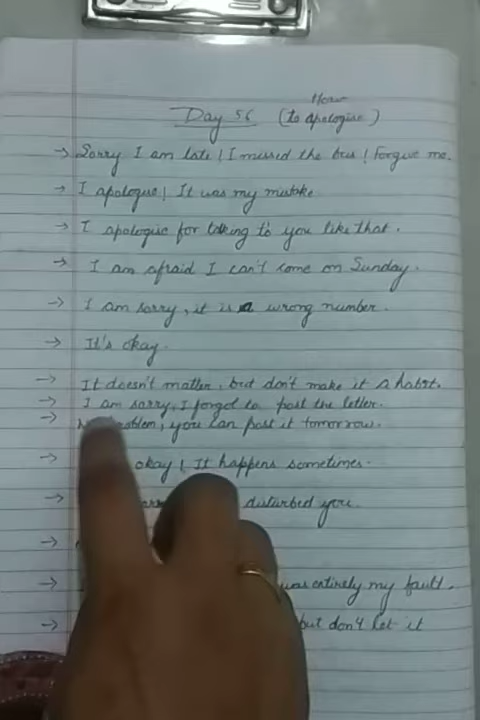 Day 56 (How to apologise)
→ Sorry I am late! I missed the bus! Forgive me.
→ I apologise! It was my mistake.
→ I apologise for talking to you like that.
→ I am afraid I can't come on Sunday.
→ I am sorry, it is a wrong number.
→ It's okay.
→ It doesn't matter, but don't make it a habit.
→ I am sorry, I forgot to post the letter.
→ problem, you can post it tomorrow.
→ okay! It happens sometimes.
→ disturbed you.
→
→ was entirely my fault.
→ but don't let it